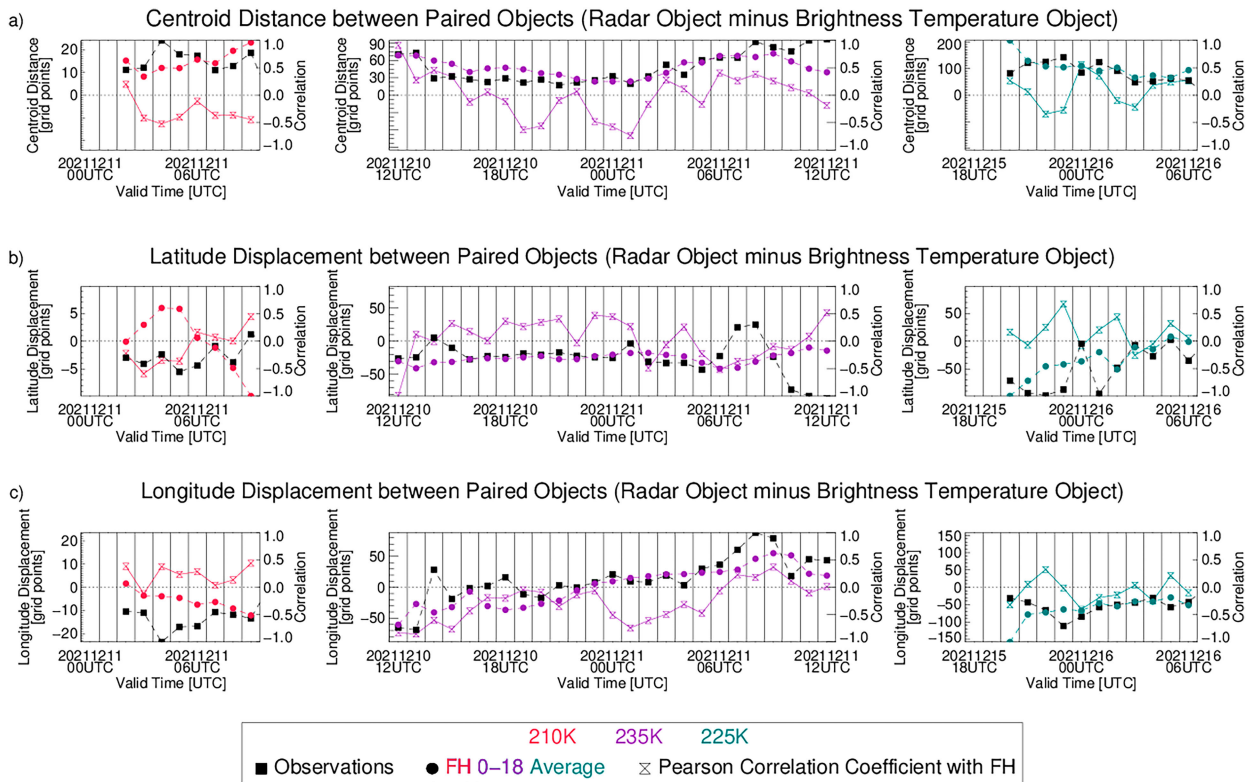 a) Centroid Distance between Paired Objects (Radar Object minus Brightness Temperature Object)
Centroid Distance
[grid points]
20
10
0
1.0
0.5
0.0
−0.5
−1.0
Correlation
20211211
00UTC
20211211
06UTC
Valid Time [UTC]
Centroid Distance
[grid points]
90
70
50
30
0
1.0
0.5
0.0
−0.5
−1.0
Correlation
20211210
12UTC
20211210
18UTC
20211211
00UTC
20211211
06UTC
20211211
12UTC
Valid Time [UTC]
Centroid Distance
[grid points]
200
100
0
1.0
0.5
0.0
−0.5
−1.0
Correlation
20211215
18UTC
20211216
00UTC
20211216
06UTC
Valid Time [UTC]
b) Latitude Displacement between Paired Objects (Radar Object minus Brightness Temperature Object)
Latitude Displacement
[grid points]
5
0
−5
1.0
0.5
0.0
−0.5
−1.0
Correlation
20211211
00UTC
20211211
06UTC
Valid Time [UTC]
Latitude Displacement
[grid points]
50
0
−50
1.0
0.5
0.0
−0.5
−1.0
Correlation
20211210
12UTC
20211210
18UTC
20211211
00UTC
20211211
06UTC
20211211
12UTC
Valid Time [UTC]
Latitude Displacement
[grid points]
50
0
−50
1.0
0.5
0.0
−0.5
−1.0
Correlation
20211215
18UTC
20211216
00UTC
20211216
06UTC
Valid Time [UTC]
c) Longitude Displacement between Paired Objects (Radar Object minus Brightness Temperature Object)
Longitude Displacement
[grid points]
20
10
0
−10
−20
1.0
0.5
0.0
−0.5
−1.0
Correlation
20211211
00UTC
20211211
06UTC
Valid Time [UTC]
Longitude Displacement
[grid points]
50
0
−50
1.0
0.5
0.0
−0.5
−1.0
Correlation
20211210
12UTC
20211210
18UTC
20211211
00UTC
20211211
06UTC
20211211
12UTC
Valid Time [UTC]
Longitude Displacement
[grid points]
150
100
50
0
−50
−100
−150
1.0
0.5
0.0
−0.5
−1.0
Correlation
20211215
18UTC
20211216
00UTC
20211216
06UTC
Valid Time [UTC]
210K 235K 225K
Observations FH 0−18 Average Pearson Correlation Coefficient with FH